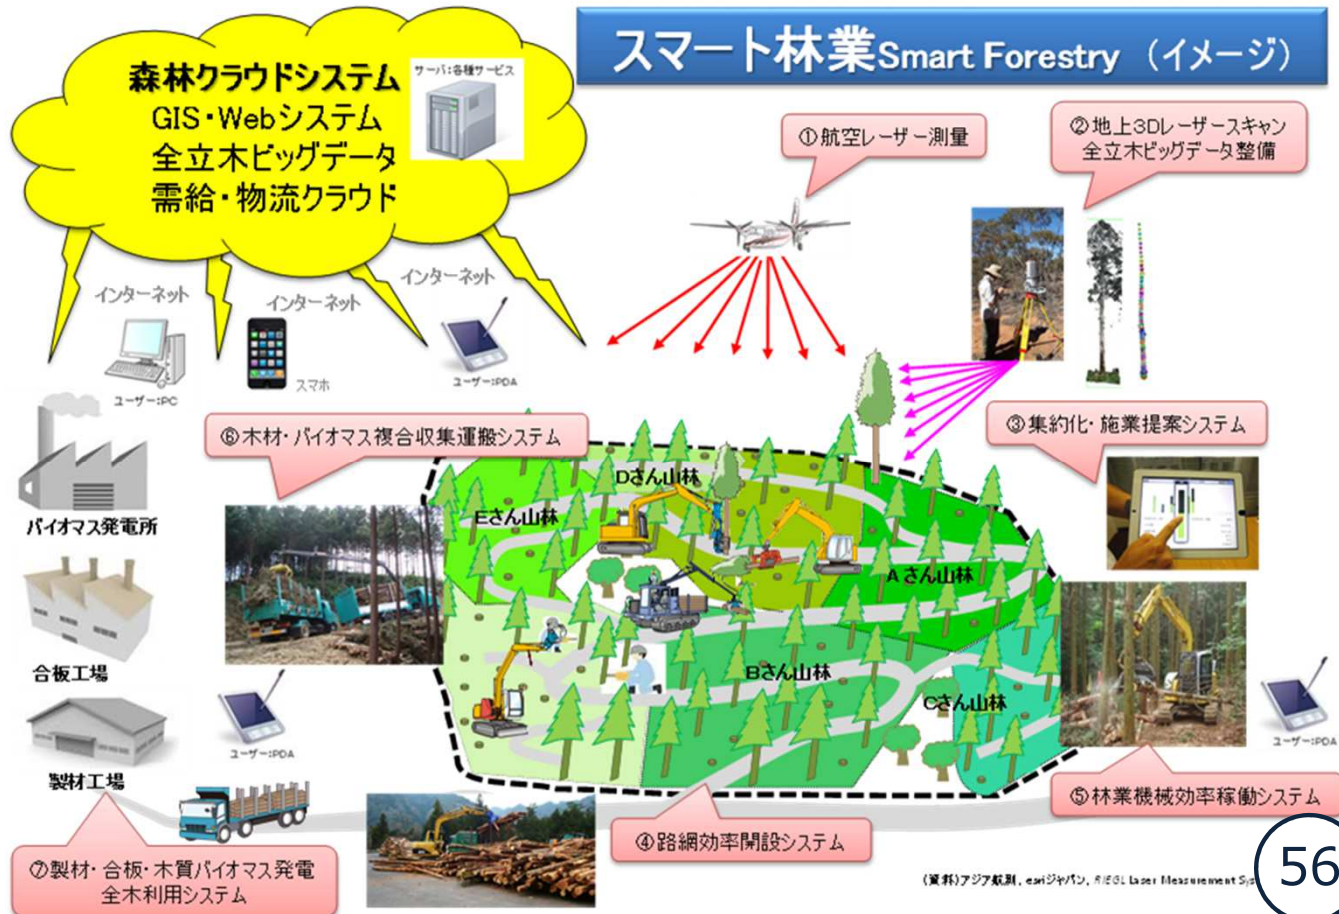 スマート林業Smart Forestry （イメージ）
森林クラウドシステム
GIS・Webシステム
全立木ビッグデータ
需給・物流クラウド
サーバ：各種サービス
①航空レーザー測量
②地上3Dレーザースキャン
全立木ビッグデータ整備
インターネット
インターネット
インターネット
ユーザー：PC
スマホ
ユーザー：PDA
③集約化・施業提案システム
⑥木材・バイオマス複合収集運搬システム
バイオマス発電所
合板工場
製材工場
Dさん山林
Eさん山林
Aさん山林
Bさん山林
Cさん山林
ユーザー：PDA
ユーザー：PDA
⑤林業機械効率稼働システム
④路網効率開設システム
⑦製材・合板・木質バイオマス発電
全木利用システム
(資料)アジア航測，esriジャパン，RIEGL Laser Measurement Sys
56